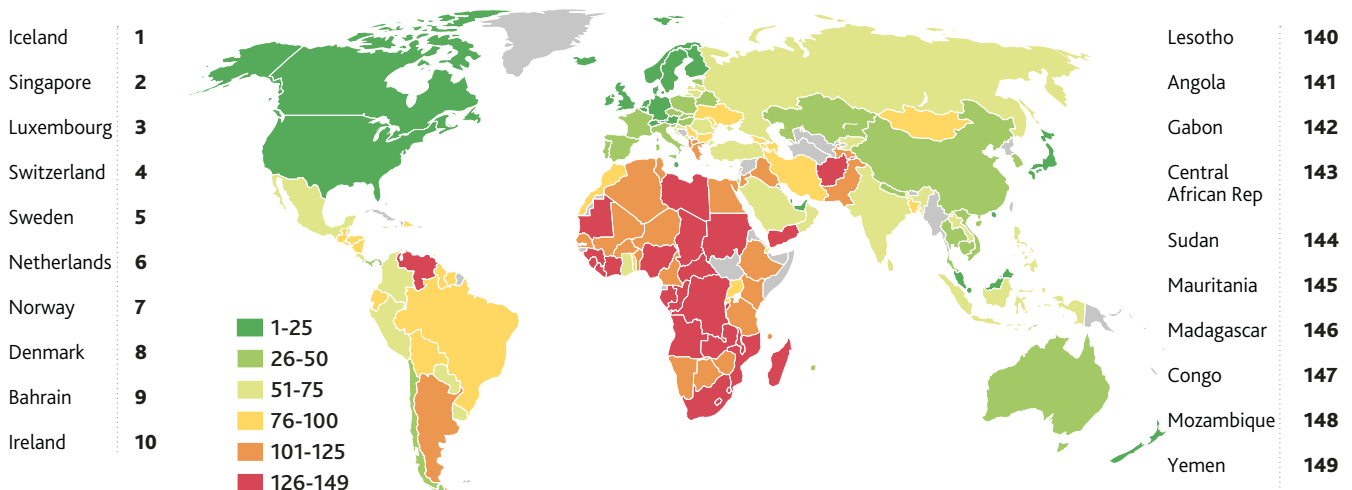 Iceland 1
Singapore 2
Luxembourg 3
Switzerland 4
Sweden 5
Netherlands 6
Norway 7
Denmark 8
Bahrain 9
Ireland 10
1-25
26-50
51-75
76-100
101-125
126-149
Lesotho 140
Angola 141
Gabon 142
Central 143
African Rep
Sudan 144
Mauritania 145
Madagascar 146
Congo 147
Mozambique 148
Yemen 149